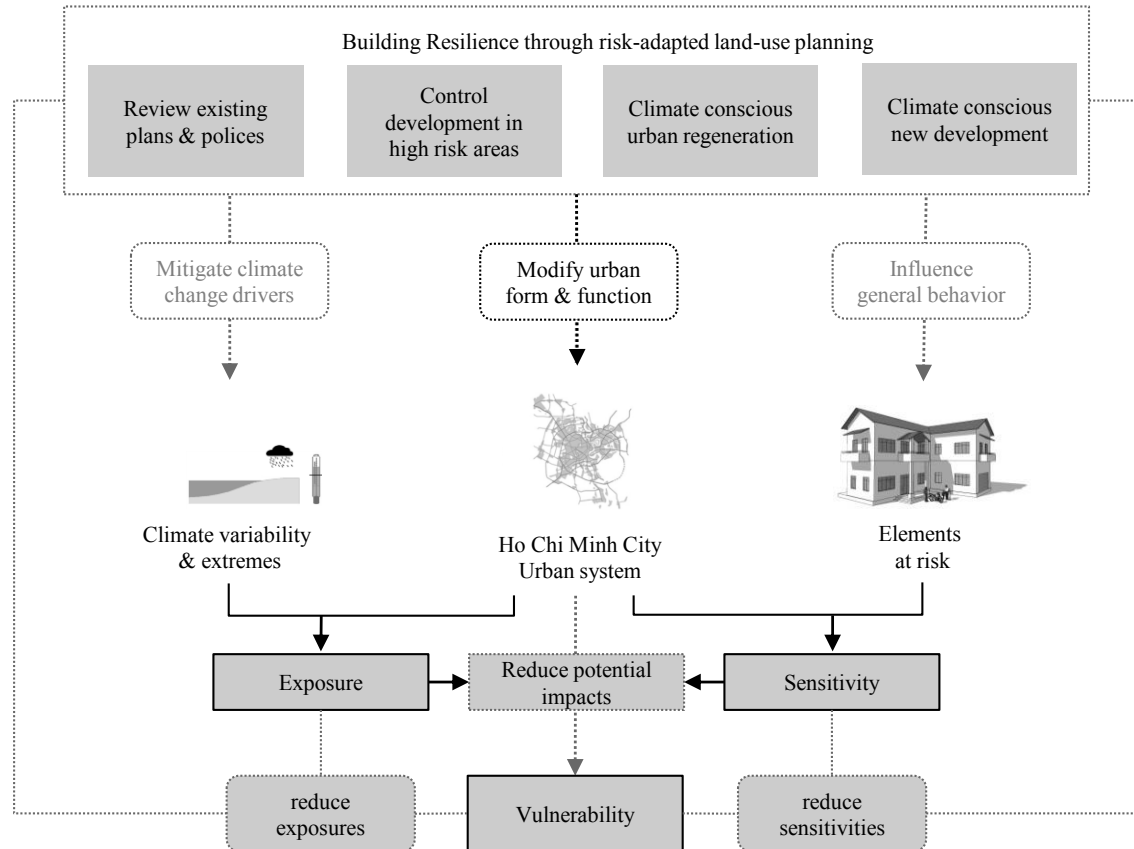 Building Resilience through risk-adapted land-use planning
Review existing
plans & polices
Control
development in
high risk areas
Climate conscious
urban regeneration
Climate conscious
new development
Mitigate climate
change drivers
Modify urban
form & function
Influence
general behavior
Climate variability
& extremes
Ho Chi Minh City
Urban system
Elements
at risk
Exposure
Reduce potential
impacts
Sensitivity
reduce
exposures
Vulnerability
reduce
sensitivities